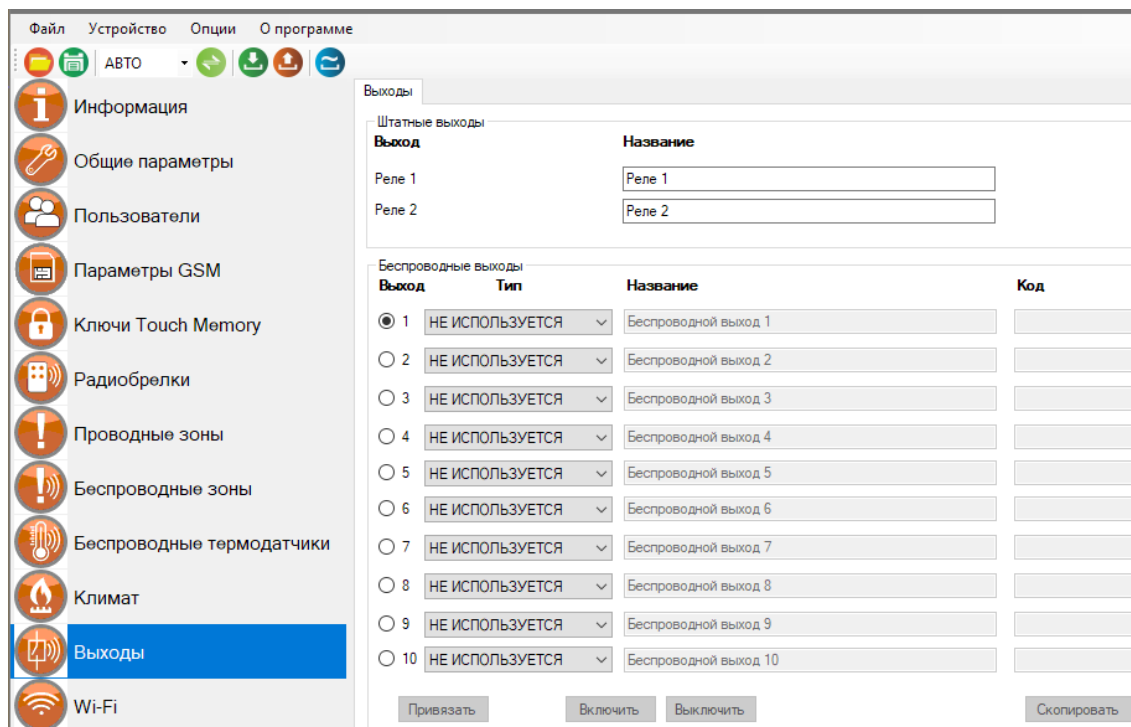 Файл Устройство Опции О программе
АВТО
Информация
Общие параметры
Пользователи
Параметры GSM
Ключи Touch Memory
Радиобрелки
Проводные зоны
Беспроводные зоны
Беспроводные термодатчики
Климат
Выходы
Wi-Fi
Выходы
Штатные выходы
Выход Название
Реле 1 Реле 1
Реле 2 Реле 2
Беспроводные выходы
Выход Тип Название Код
1 НЕ ИСПОЛЬЗУЕТСЯ Беспроводной выход 1
2 НЕ ИСПОЛЬЗУЕТСЯ Беспроводной выход 2
3 НЕ ИСПОЛЬЗУЕТСЯ Беспроводной выход 3
4 НЕ ИСПОЛЬЗУЕТСЯ Беспроводной выход 4
5 НЕ ИСПОЛЬЗУЕТСЯ Беспроводной выход 5
6 НЕ ИСПОЛЬЗУЕТСЯ Беспроводной выход 6
7 НЕ ИСПОЛЬЗУЕТСЯ Беспроводной выход 7
8 НЕ ИСПОЛЬЗУЕТСЯ Беспроводной выход 8
9 НЕ ИСПОЛЬЗУЕТСЯ Беспроводной выход 9
10 НЕ ИСПОЛЬЗУЕТСЯ Беспроводной выход 10
Привязать Включить Выключить Скопировать